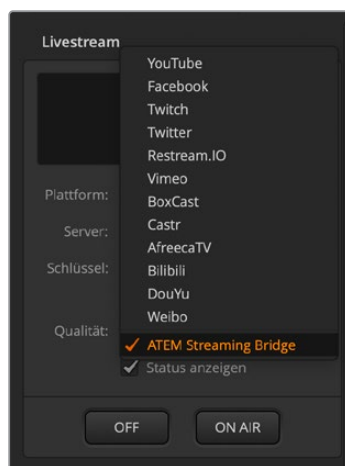 Livestream
YouTube
Facebook
Twitch
Twitter
Restream.IO
Vimeo
Plattform:
BoxCast
Server:
Castr
AfreecaTV
Schlüssel:
Bilibili
DouYu
Weibo
Qualität:
ATEM Streaming Bridge
Status anzeigen
OFF
ON AIR